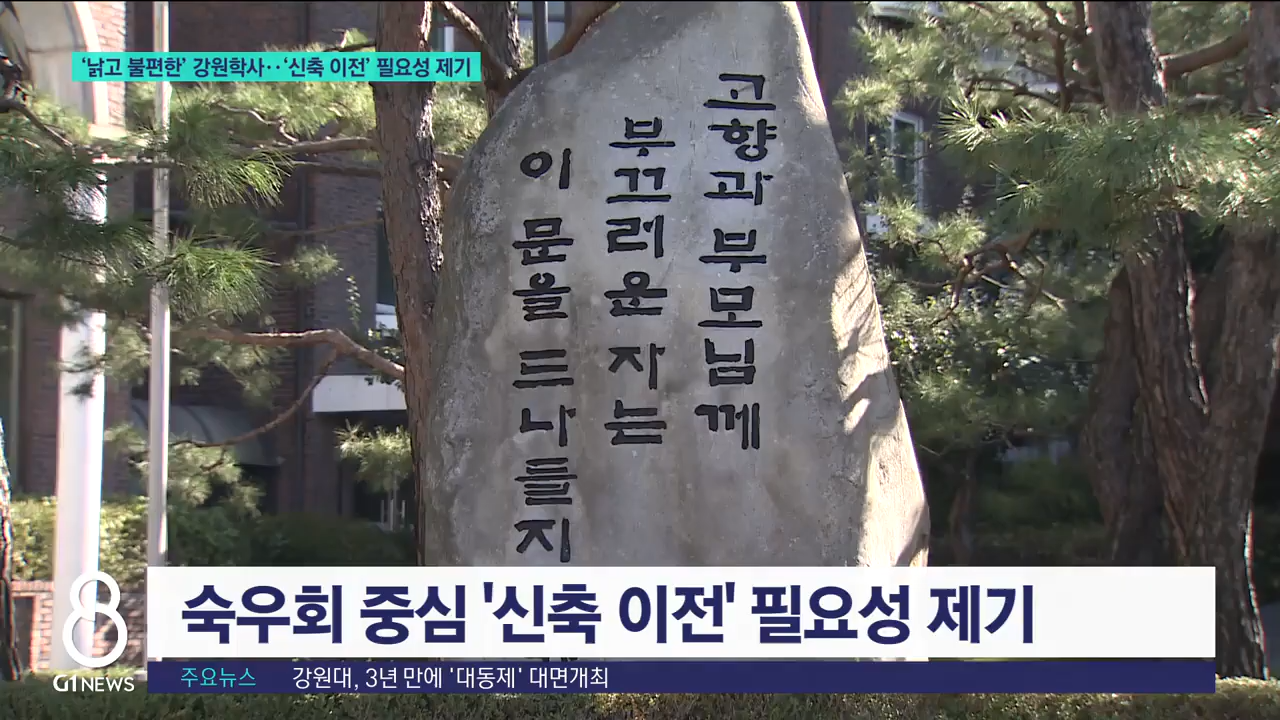 ‘낡고 불편한’ 강원학사‥‘신축 이전’ 필요성 제기
고향과 부모님께
부끄러운 자는
이 문을 드나들지
숙우회 중심 '신축 이전' 필요성 제기
8
G1NEWS
주요뉴스 강원대, 3년 만에 '대동제' 대면개최